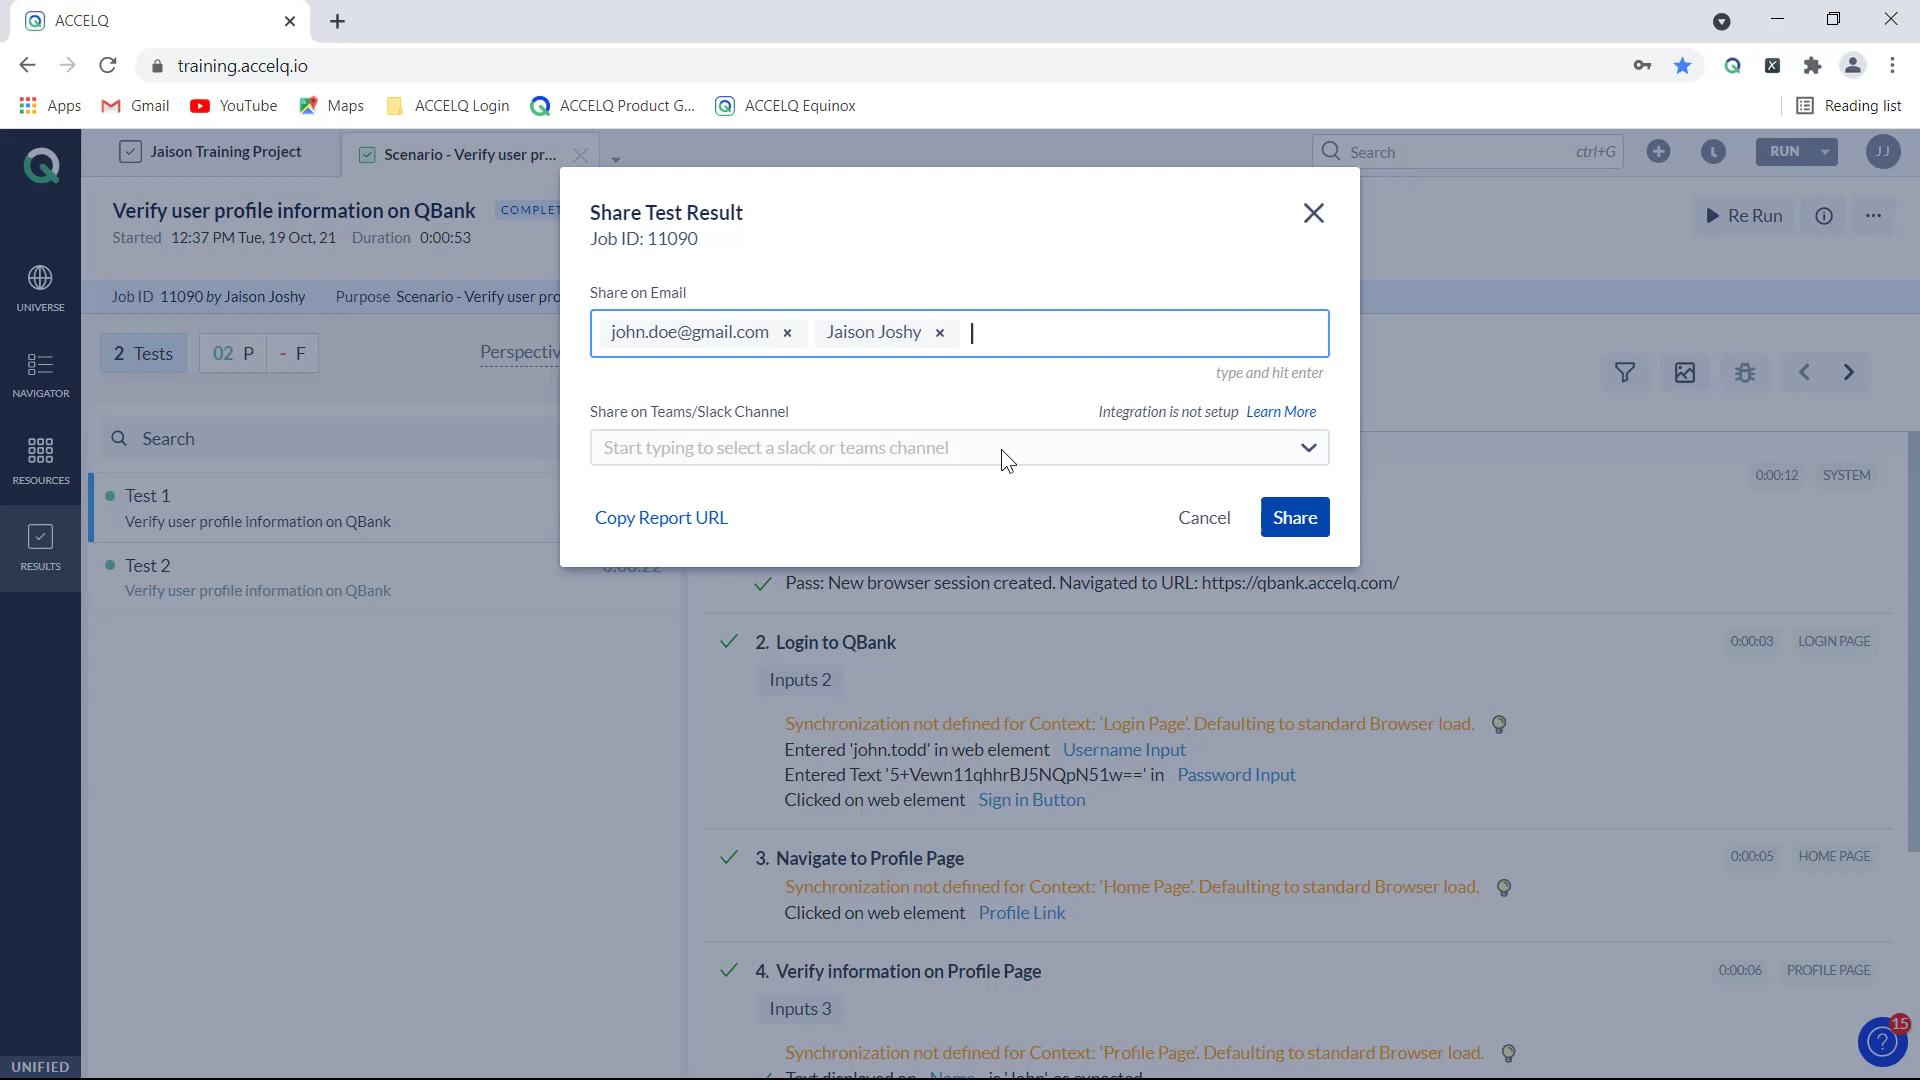 ACCELQ
training.accelq.io
Apps
Gmail
YouTube
Maps
ACCELQ Login
ACCELQ Product G...
ACCELQ Equinox
Reading list
Jaison Training Project
Scenario - Verify user pr...
Search
ctrl+G
RUN
JJ
Verify user profile information on QBank
COMPLET
Started 12:37 PM Tue, 19 Oct, 21 Duration 0:00:53
Re Run
Job ID 11090 by Jaison Joshy Purpose Scenario - Verify user pro
UNIVERSE
NAVIGATOR
RESOURCES
RESULTS
UNIFIED
2 Tests
02 P
- F
Perspectiv
Search
Test 1
Verify user profile information on QBank
Test 2
Verify user profile information on QBank
Share Test Result
Job ID: 11090
Share on Email
john.doe@gmail.com ×
Jaison Joshy ×
type and hit enter
Share on Teams/Slack Channel
Integration is not setup Learn More
Start typing to select a slack or teams channel
Copy Report URL
Cancel
Share
0:00:12 SYSTEM
Pass: New browser session created. Navigated to URL: https://qbank.accelq.com/
2. Login to QBank
0:00:03 LOGIN PAGE
Inputs 2
Synchronization not defined for Context: 'Login Page'. Defaulting to standard Browser load.
Entered 'john.todd' in web element Username Input
Entered Text '5+Vewn11qhhrBJ5NQpN51w==' in Password Input
Clicked on web element Sign in Button
3. Navigate to Profile Page
0:00:05 HOME PAGE
Synchronization not defined for Context: 'Home Page'. Defaulting to standard Browser load.
Clicked on web element Profile Link
4. Verify information on Profile Page
0:00:06 PROFILE PAGE
Inputs 3
Synchronization not defined for Context: 'Profile Page'. Defaulting to standard Browser load.
Text displayed on Name is 'John' as expected
15